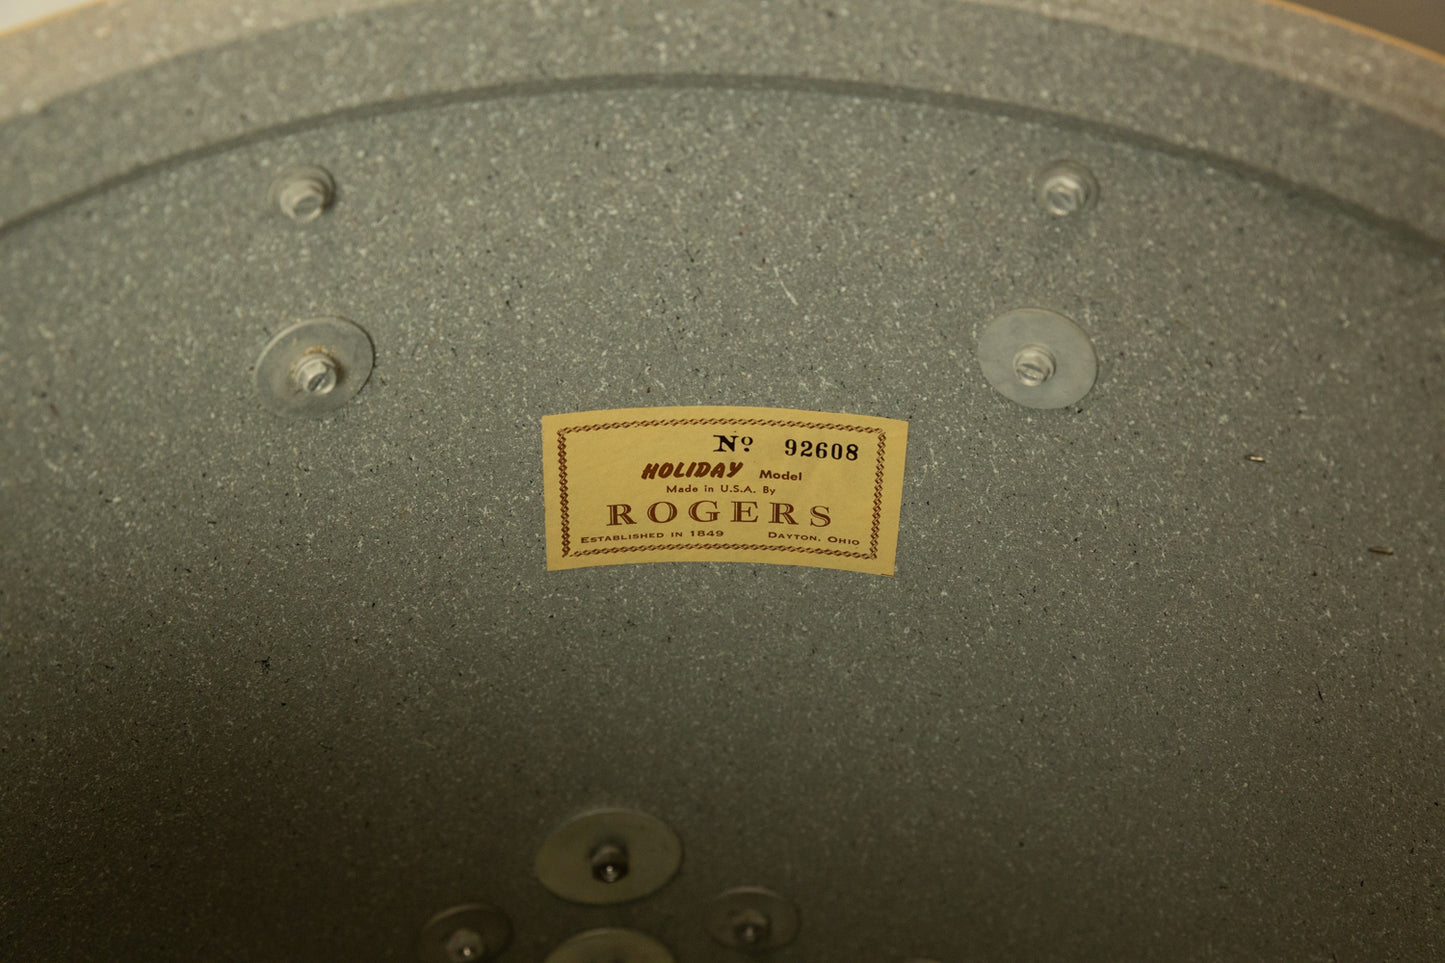 Nº 92608
HOLIDAY Model
Made in U.S.A. By
ROGERS
ESTABLISHED IN 1849 DAYTON, OHIO